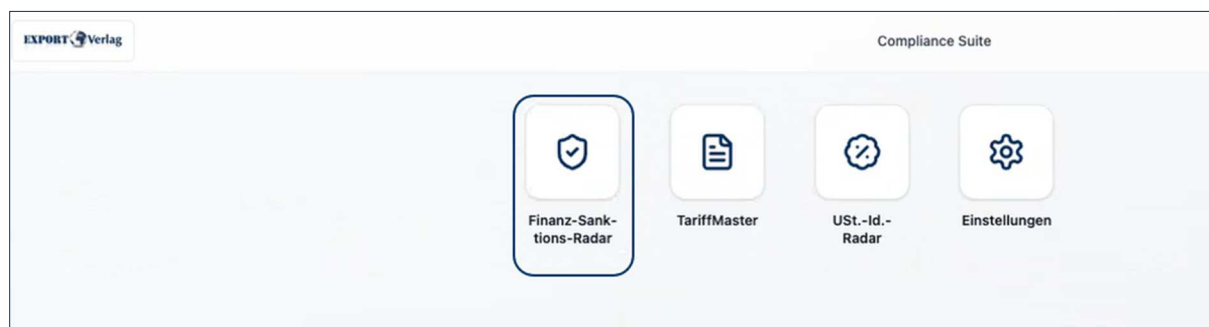 EXPORT Verlag
Compliance Suite
Finanz-Sank-
tions-Radar
TariffMaster
USt.-Id.-
Radar
Einstellungen